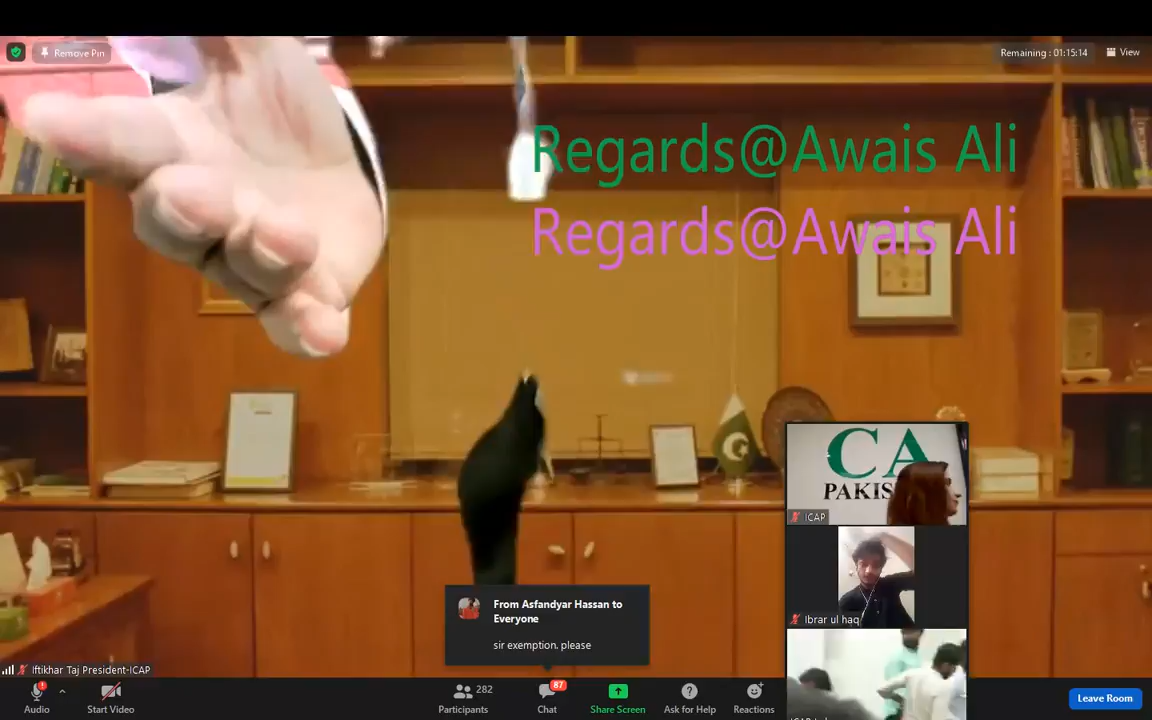 Remove Pin
Remaining : 01:15:14
View
Regards@Awais Ali
Regards@Awais Ali
CA
PAKIS
ICAP
Ibrar ul haq
From Asfandyar Hassan to
Everyone
sir exemption. please
Iftikhar Taj President-ICAP
Audio
Start Video
282
Participants
87
Chat
Share Screen
Ask for Help
Reactions
Leave Room